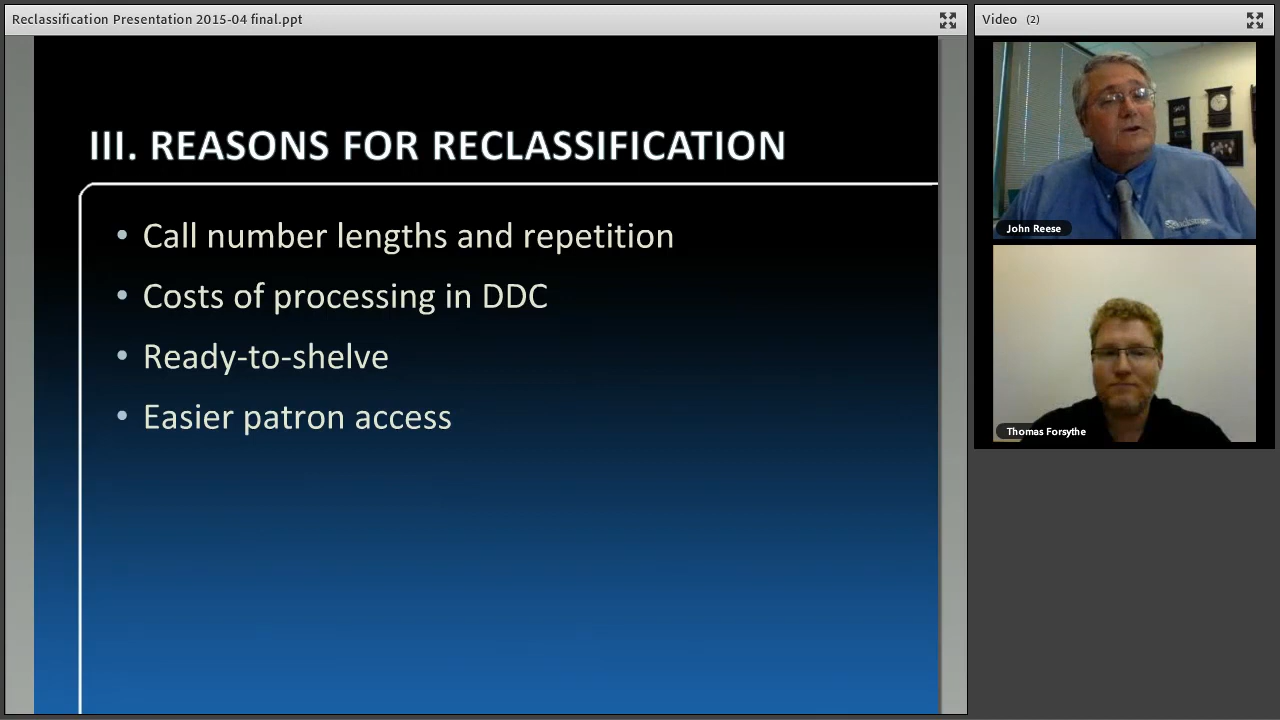 Reclassification Presentation 2015-04 final.ppt
III. REASONS FOR RECLASSIFICATION
• Call number lengths and repetition
• Costs of processing in DDC
• Ready-to-shelve
• Easier patron access
Video (2)
John Reese
Thomas Forsythe